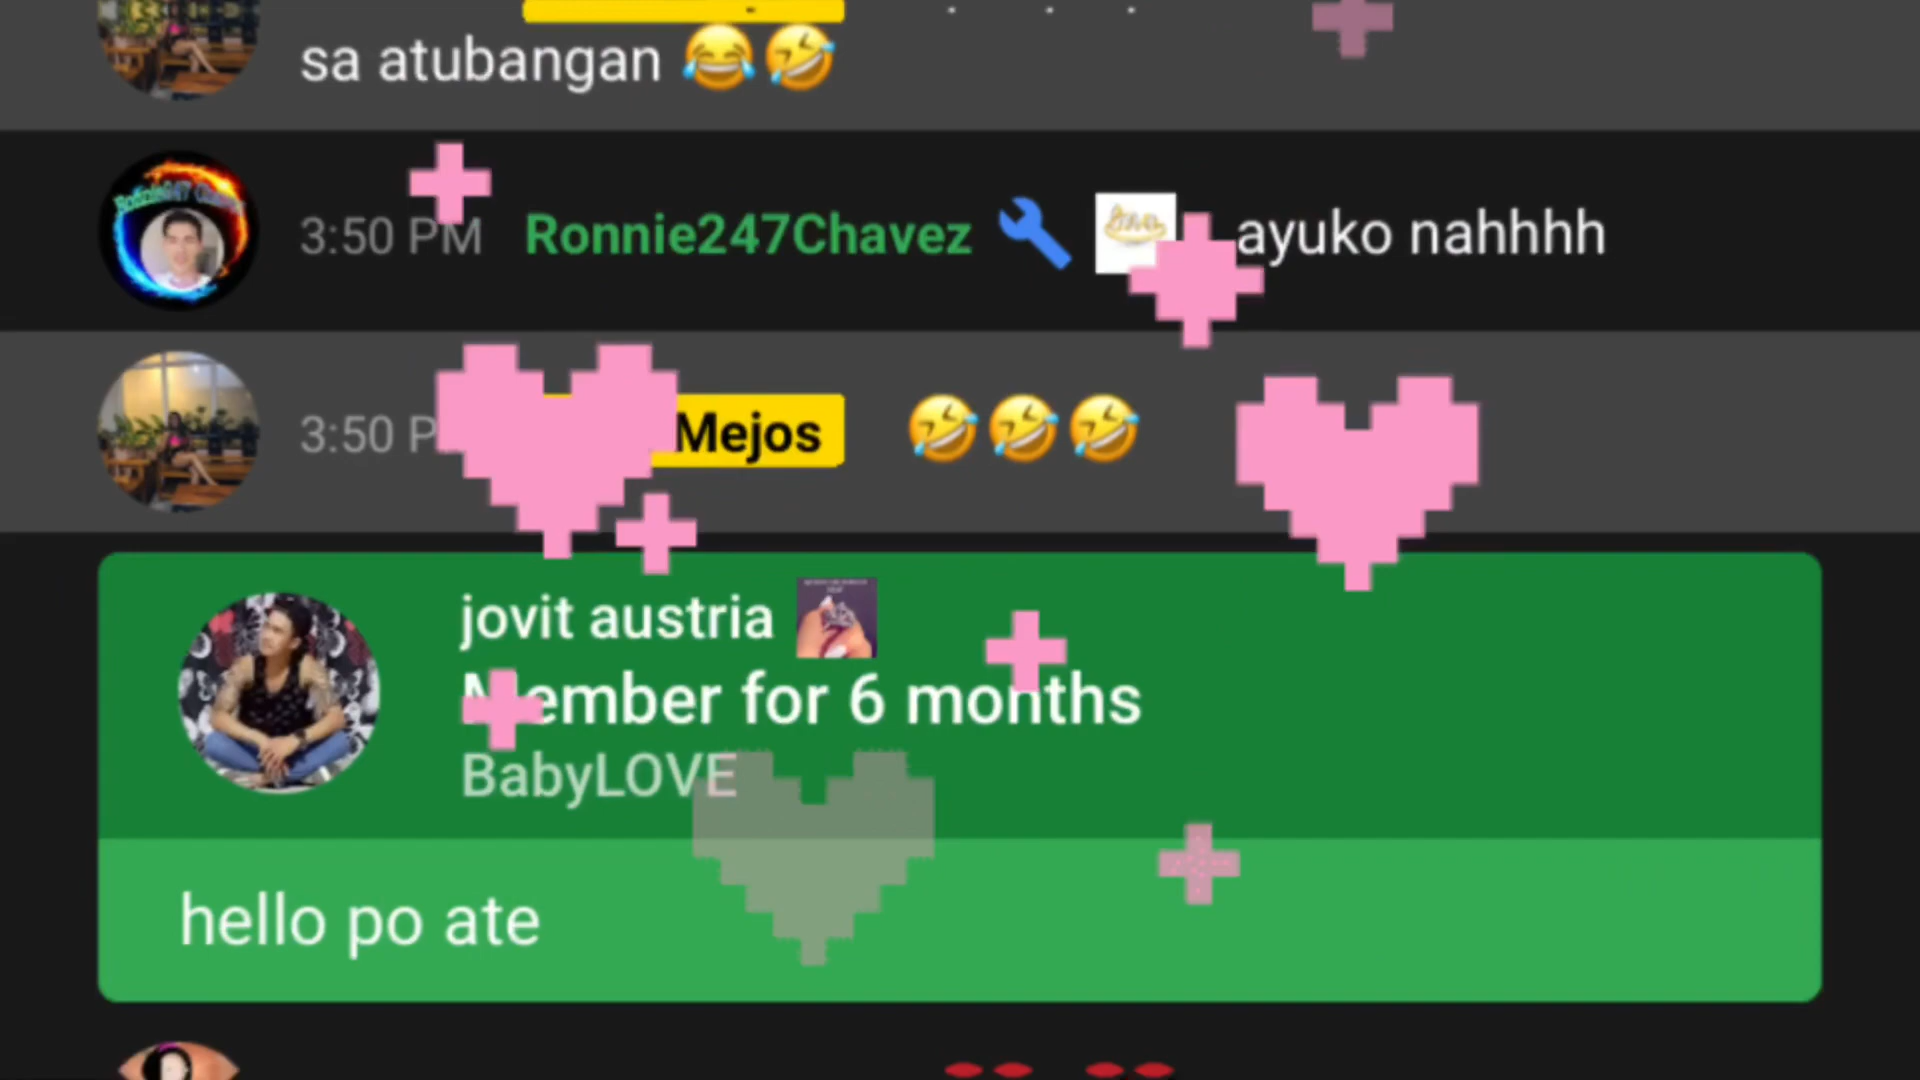 sa atubangan 😂🤣
3:50 PM Ronnie247Chavez ayuko nahhhh
3:50 Mejos 🤣🤣🤣
jovit austria
Member for 6 months
BabyLOVE
hello po ate